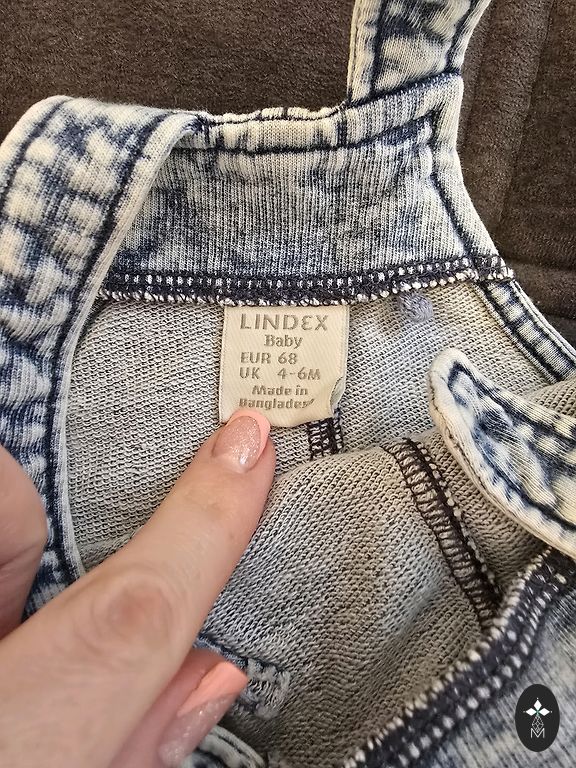 LINDEX
Baby
EUR 68
UK 4-6M
Made in
Banglades
M